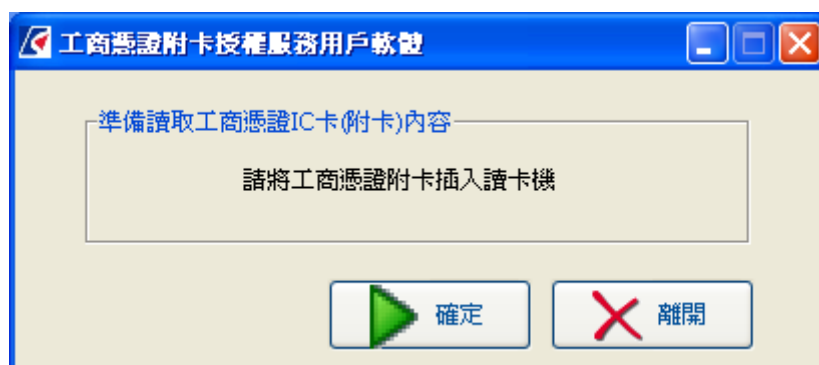 工商憑證附卡授權服務用戶軟體
準備讀取工商憑證IC卡(附卡)內容
請將工商憑證附卡插入讀卡機
確定
離開